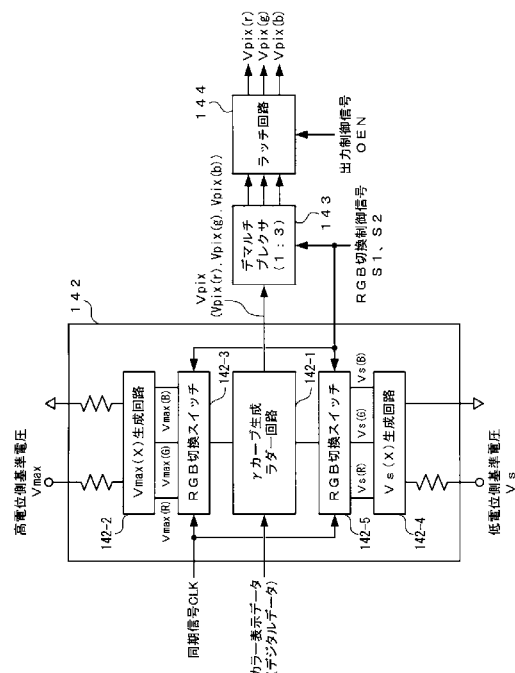 142
高電位側基準電圧
Vmax
142-2
Vmax(X)生成回路
Vmax(R)
Vmax(G)
Vmax(B)
142-3
RGB切換スイッチ
同期信号CLK
カラー表示データ
デジタルデータ)
γカーブ生成
ラダー回路
142-1
Vpix
(Vpix(r),Vpix(g),Vpix(b))
RGB切換スイッチ
142-5
Vs(R)
Vs(G)
Vs(B)
Vs(X)生成回路
142-4
低電位側基準電圧
Vs
デマルチ
プレクサ
(1:3)
143
RGB切換制御信号
S1、S2
144
ラッチ回路
出力制御信号
OEN
Vpix(r)
Vpix(g)
Vpix(b)